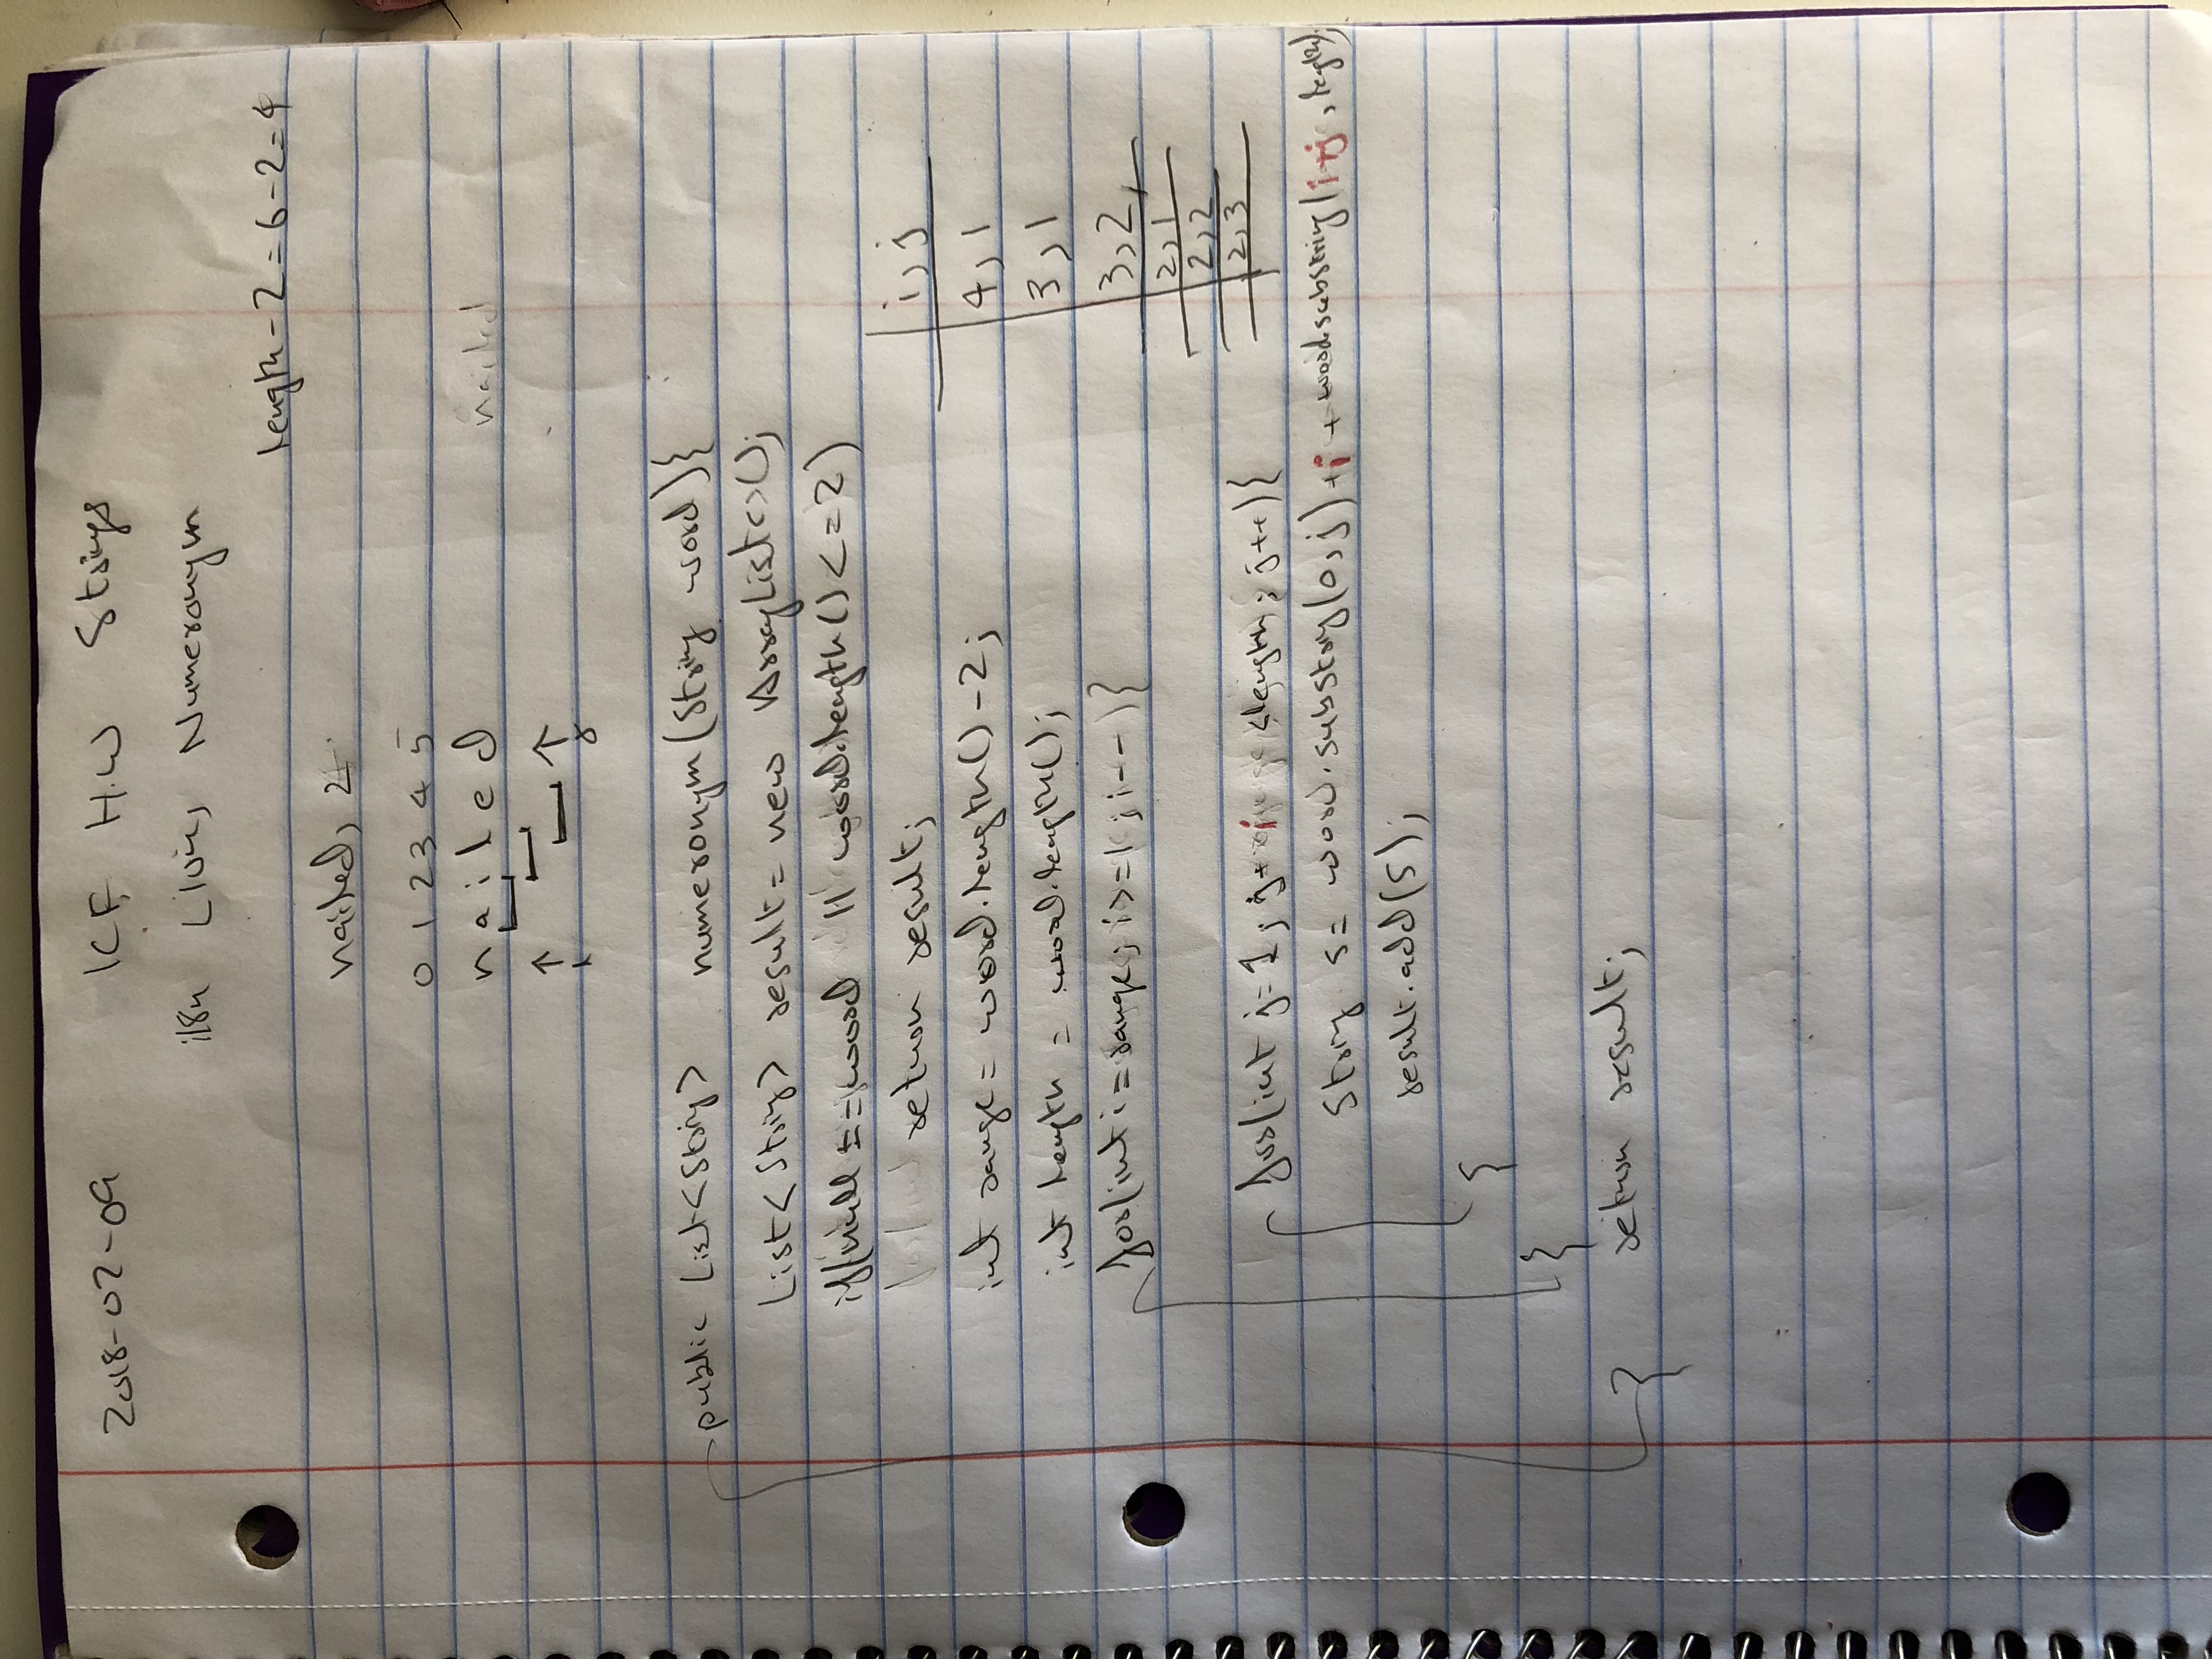 2018-02-09 ICF H.W Strings
i18n L10n, Numeronym
length-2=6-2=4
nailed, 2
0 1 2 3 4 5
n a i l e d nailed
public List<String> numeronym(String word){
List<String> result = new ArrayList<>();
if(null == word || word.length() <= 2)
return result;
i, j
int range = word.length() - 2;
4, 1
int length = word.length();
3, 1
for(int i = range; i >= 1; i--){
3, 2,
2, 1
2, 2
2, 3
for(int j=1; j+i <length; j++){
String s = word.substring(0,j)+i+word.substring(i+j, length);
result.add(s);
}
}
return result;
}